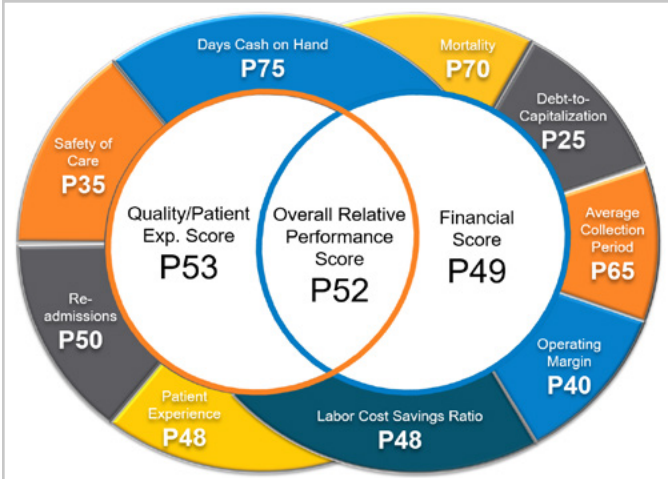 Days Cash on Hand
P75
Mortality
P70
Debt-to-
Capitalization
P25
Safety of
Care
P35
Quality/Patient
Exp. Score
P53
Overall Relative
Performance
Score
P52
Financial
Score
P49
Average
Collection
Period
P65
Re-
admissions
P50
Operating
Margin
P40
Patient
Experience
P48
Labor Cost Savings Ratio
P48